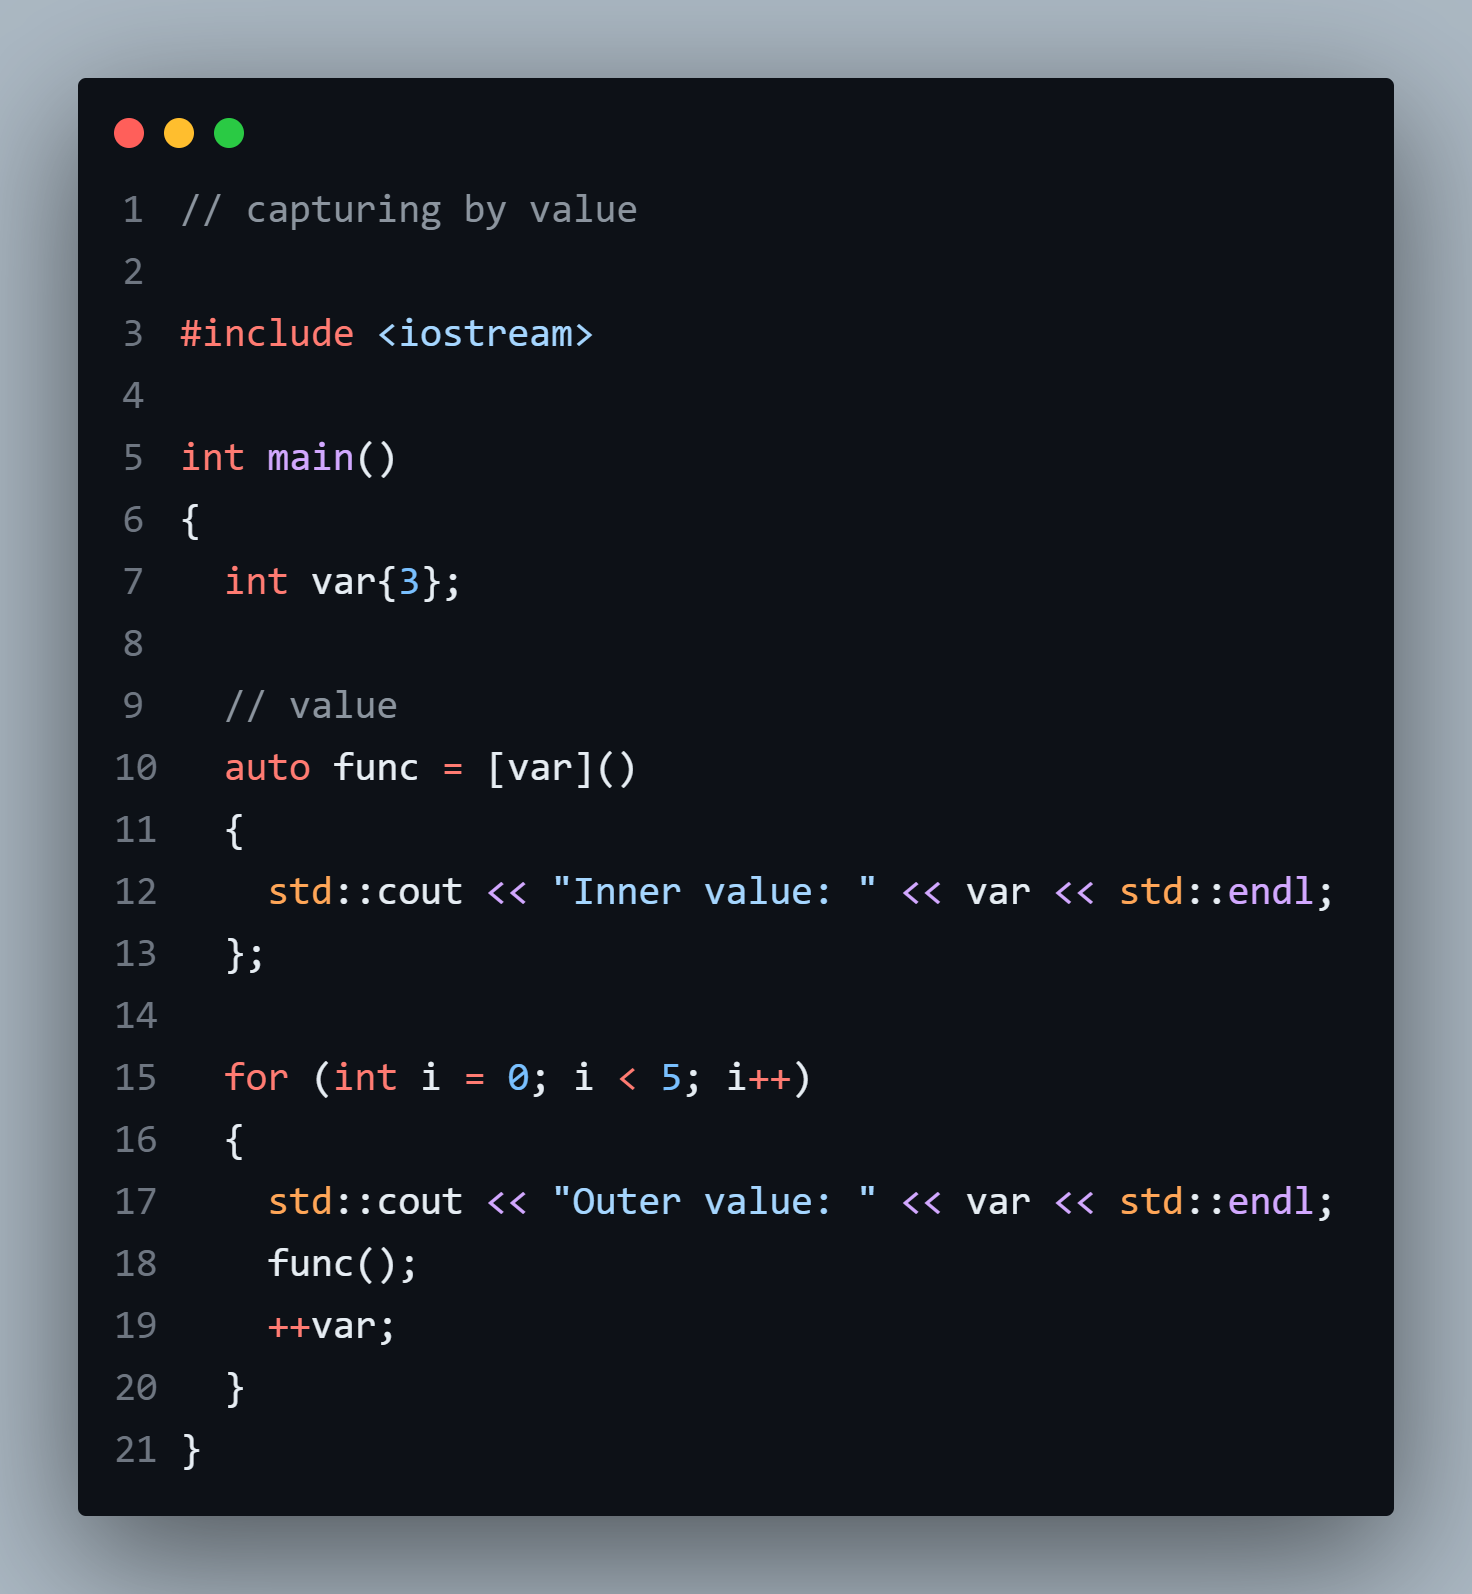 1 // capturing by value
2
3 #include <iostream>
4
5 int main()
6 {
7   int var{3};
8
9   // value
10   auto func = [var]()
11   {
12     std::cout << "Inner value: " << var << std::endl;
13   };
14
15   for (int i = 0; i < 5; i++)
16   {
17     std::cout << "Outer value: " << var << std::endl;
18     func();
19     ++var;
20   }
21 }